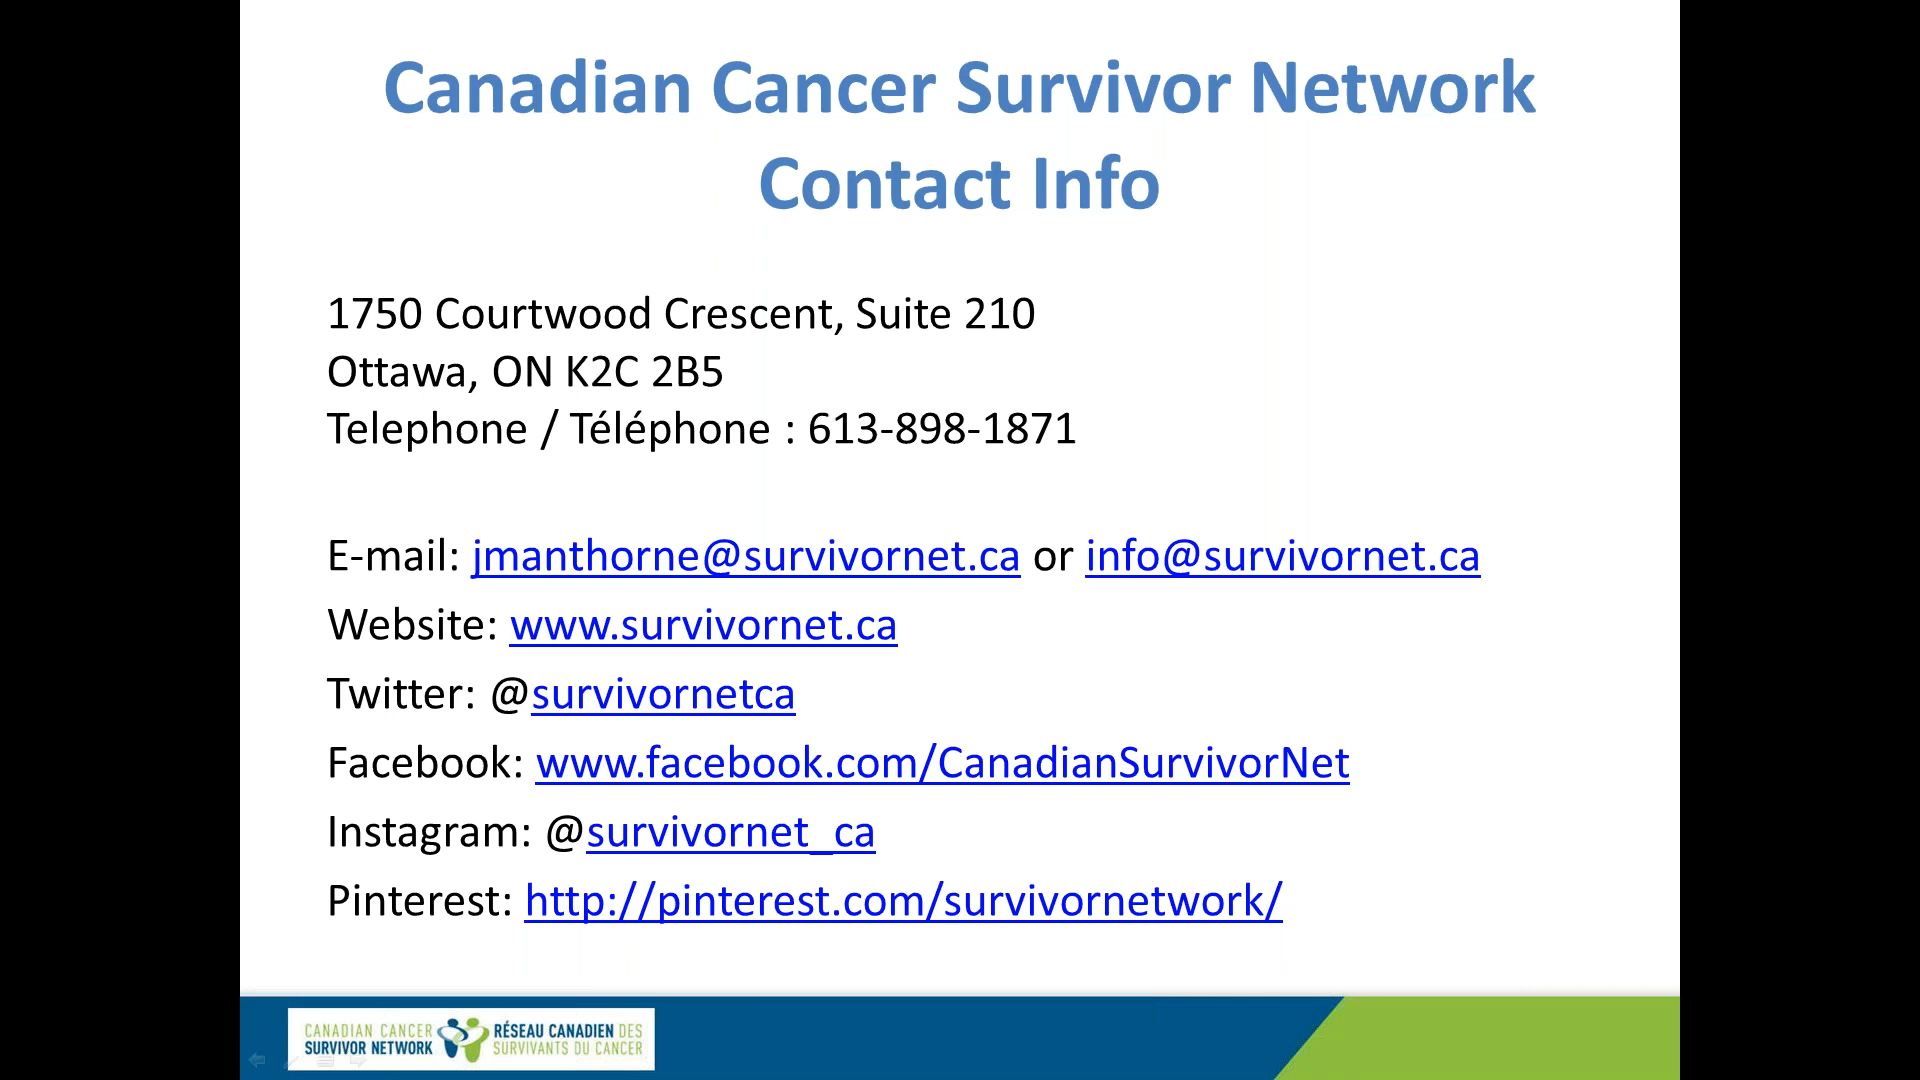 Canadian Cancer Survivor Network
Contact Info
1750 Courtwood Crescent, Suite 210
Ottawa, ON K2C 2B5
Telephone / Téléphone : 613-898-1871
E-mail: jmanthorne@survivornet.ca or info@survivornet.ca
Website: www.survivornet.ca
Twitter: @survivornetca
Facebook: www.facebook.com/CanadianSurvivorNet
Instagram: @survivornet_ca
Pinterest: http://pinterest.com/survivornetwork/
CANADIAN CANCER
SURVIVOR NETWORK
RÉSEAU CANADIEN DES
SURVIVANTS DU CANCER